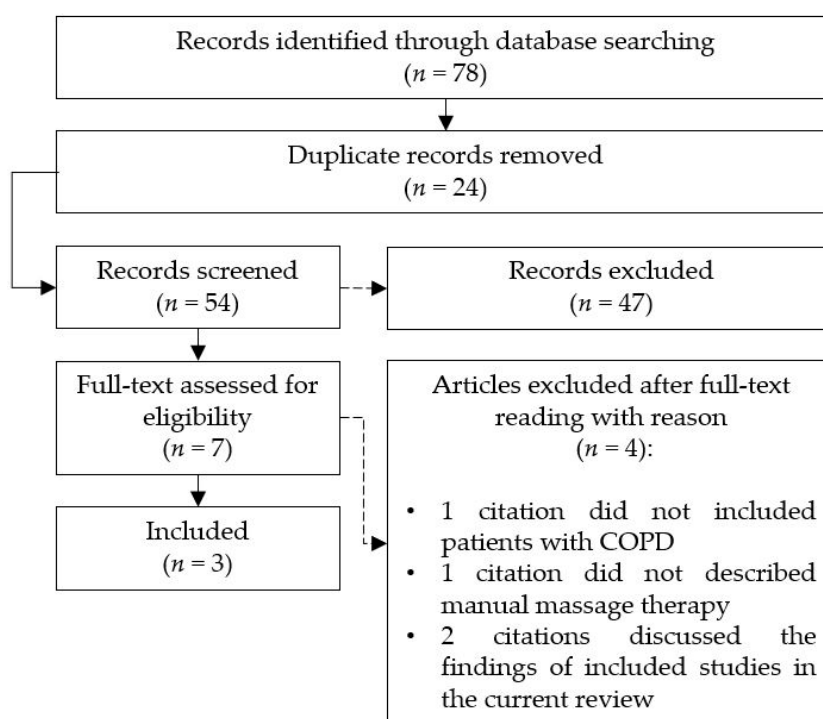 Records identified through database searching
(n = 78)
Duplicate records removed
(n = 24)
Records screened
(n = 54)
Records excluded
(n = 47)
Full-text assessed for
eligibility
(n = 7)
Articles excluded after full-text
reading with reason
(n = 4):
• 1 citation did not included
patients with COPD
• 1 citation did not described
manual massage therapy
• 2 citations discussed the
findings of included studies in
the current review
Included
(n = 3)